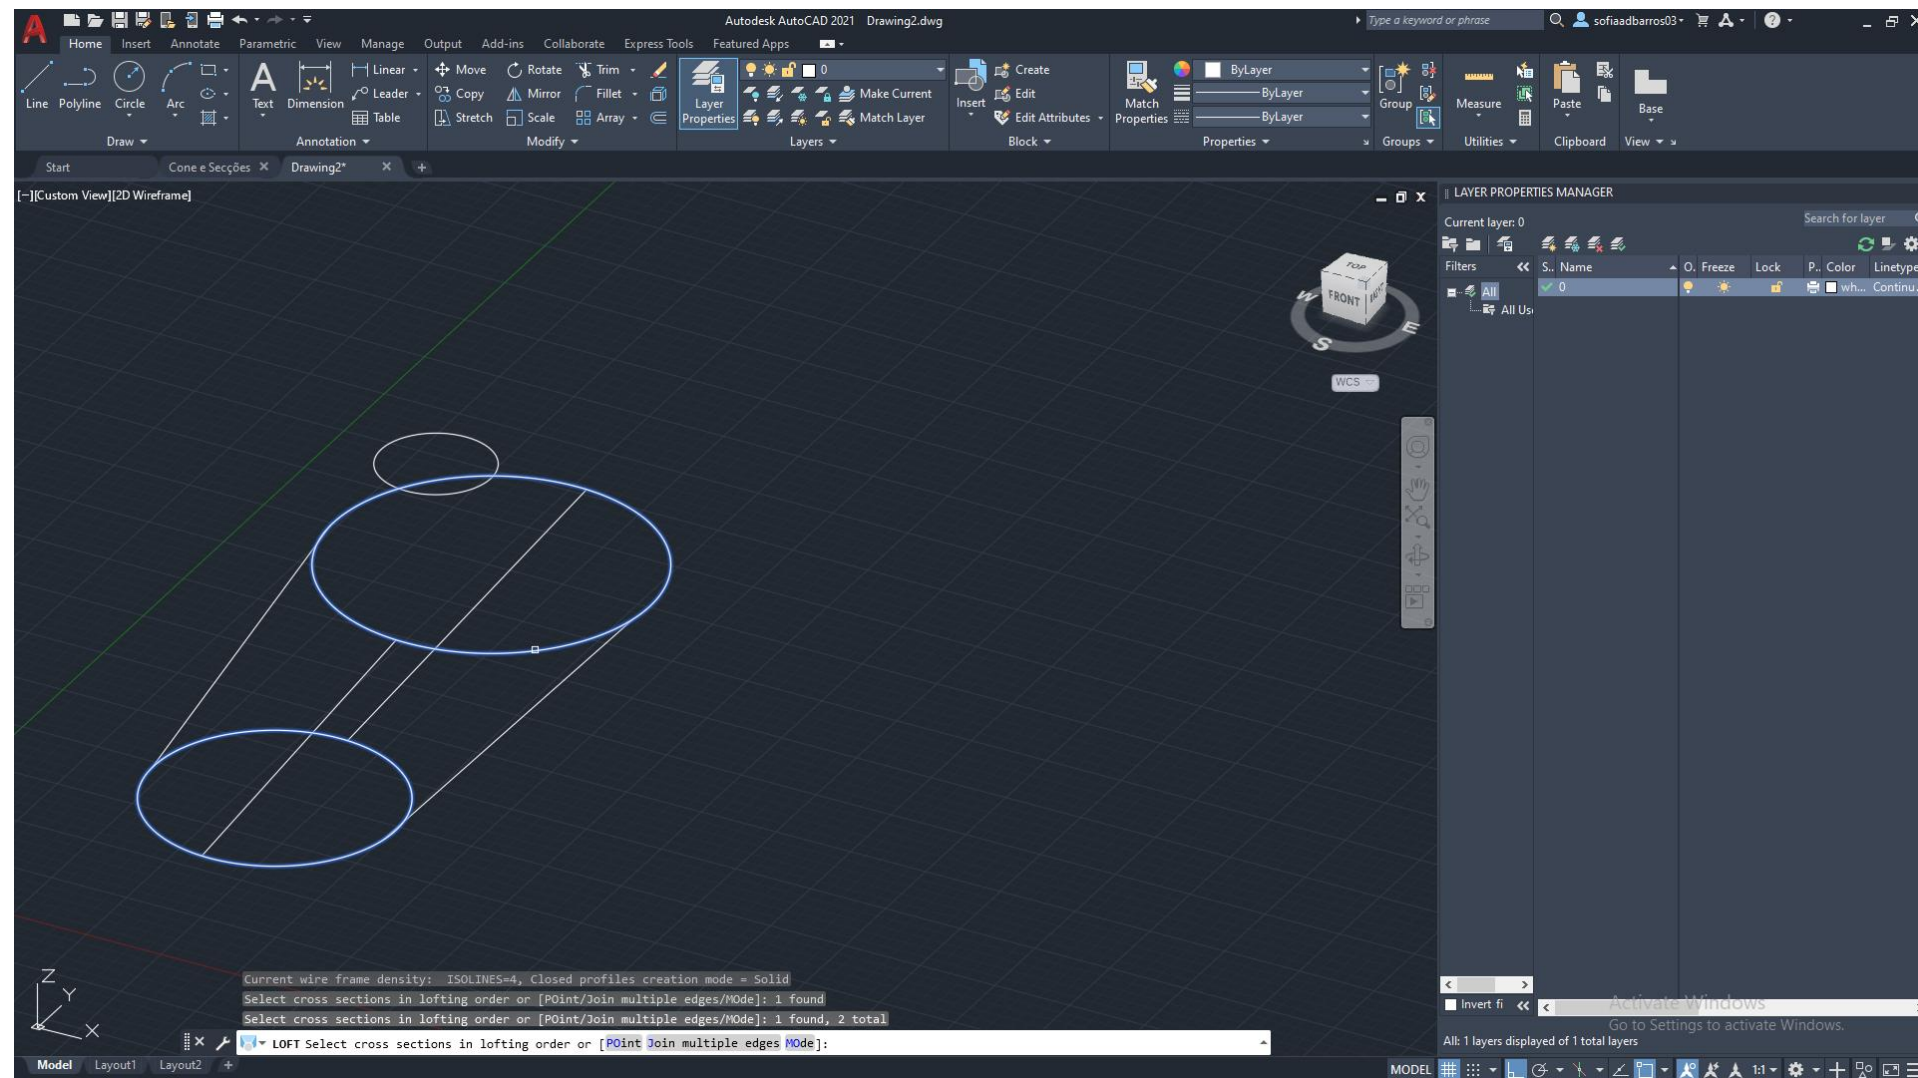 Autodesk AutoCAD 2021 Drawing2.dwg
Type a keyword or phrase
sofiaadbarros03
Home Insert Annotate Parametric View Manage Output Add-ins Collaborate Express Tools Featured Apps
Linear Move Rotate Trim 0 Create ByLayer
Leader Copy Mirror Fillet Make Current Edit ByLayer
Line Polyline Circle Arc Text Dimension Layer Properties Insert Match Properties Group Measure Paste Base
Table Stretch Scale Array Match Layer Edit Attributes ByLayer
Draw Annotation Modify Layers Block Properties Groups Utilities Clipboard View
Start Cone e Secções Drawing2*
[−][Custom View][2D Wireframe]
LAYER PROPERTIES MANAGER
Current layer: 0
Search for layer
Filters S.. Name O. Freeze Lock P.. Color Linetype
All 0 wh... Continu...
All Us
TOP
FRONT
W
E
S
WCS
Z
Y
X
Current wire frame density: ISOLINES=4, Closed profiles creation mode = Solid
Select cross sections in lofting order or [POint/Join multiple edges/MOde]: 1 found
Select cross sections in lofting order or [POint/Join multiple edges/MOde]: 1 found, 2 total
LOFT Select cross sections in lofting order or [POint Join multiple edges MOde]:
Invert fi
Activate Windows
Go to Settings to activate Windows.
All: 1 layers displayed of 1 total layers
Model Layout1 Layout2 +
MODEL 1:1